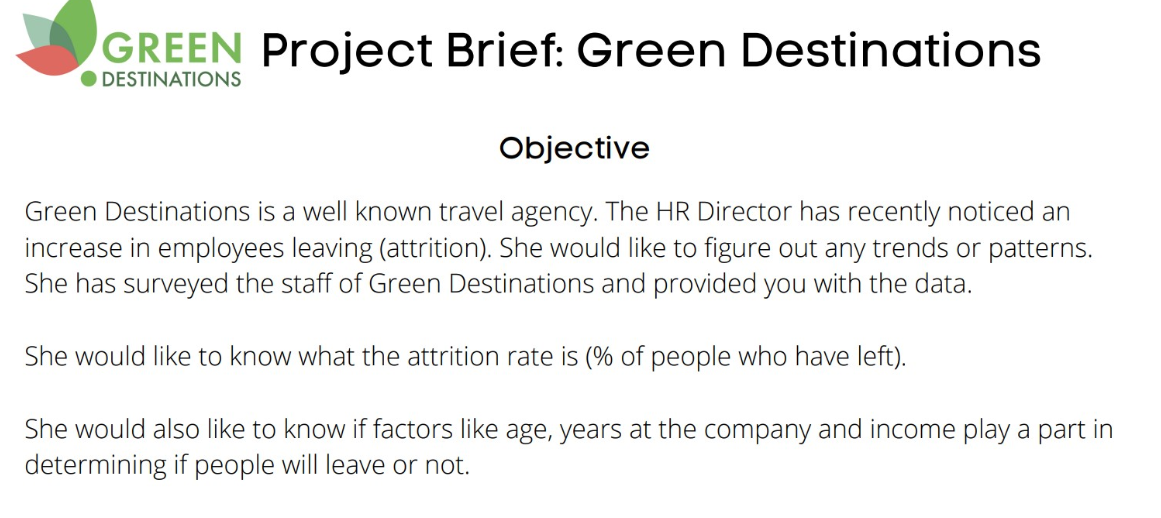 GREEN
DESTINATIONS
Project Brief: Green Destinations
Objective
Green Destinations is a well known travel agency. The HR Director has recently noticed an
increase in employees leaving (attrition). She would like to figure out any trends or patterns.
She has surveyed the staff of Green Destinations and provided you with the data.
She would like to know what the attrition rate is (% of people who have left).
She would also like to know if factors like age, years at the company and income play a part in
determining if people will leave or not.